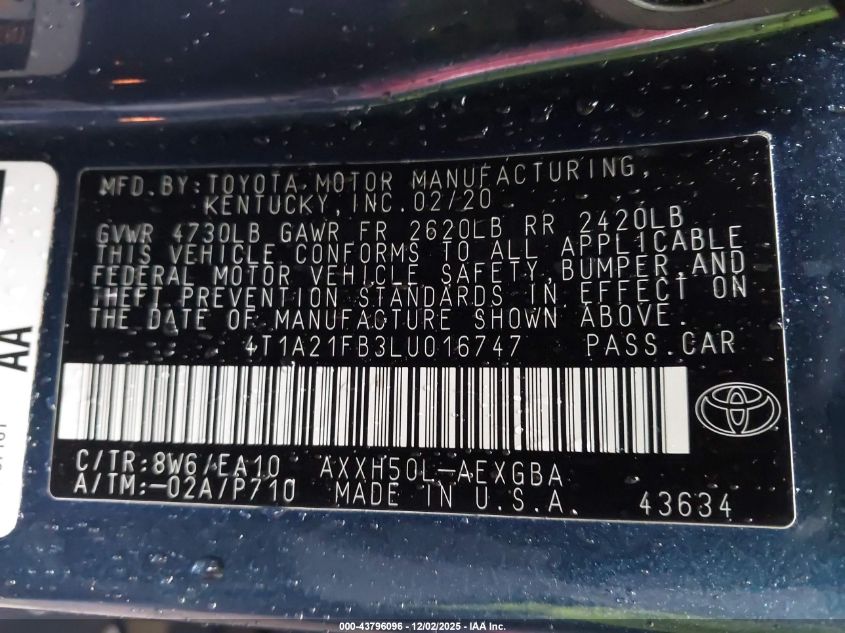 MFD. BY: TOYOTA MOTOR MANUFACTURING,
KENTUCKY, INC. 02/20
GVWR 4730LB GAWR FR 2620LB RR 2420LB
THIS VEHICLE CONFORMS TO ALL APPLICABLE
FEDERAL MOTOR VEHICLE SAFETY, BUMPER, AND
THEFT PREVENTION STANDARDS IN EFFECT ON
THE DATE OF MANUFACTURE SHOWN ABOVE.
4T1A21FB3LU016747 PASS. CAR
C/TR: 8W6/EA10 AXXH50L-AEXGBA
A/TM: -02A/P710 MADE IN U.S.A. 43634
AA
000-43796096 - 12/02/2025 - IAA Inc.